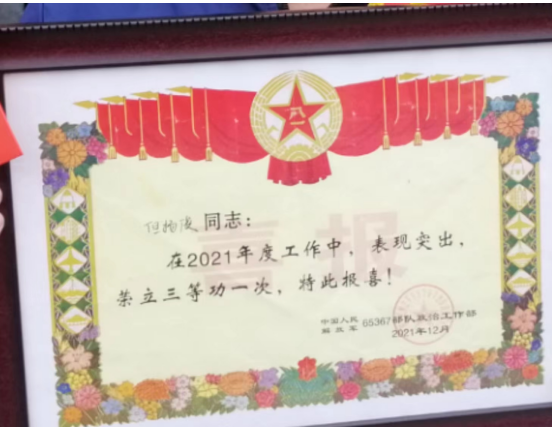 八一
喜报
同志：
在2021年度工作中，表现突出，
荣立三等功一次，特此报喜！
中国人民
解放军 65367部队政治工作部
2021年12月